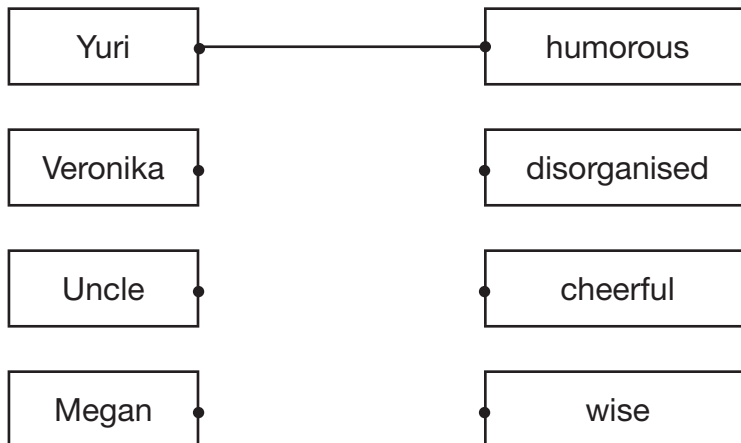 Yuri humorous
Veronika disorganised
Uncle cheerful
Megan wise